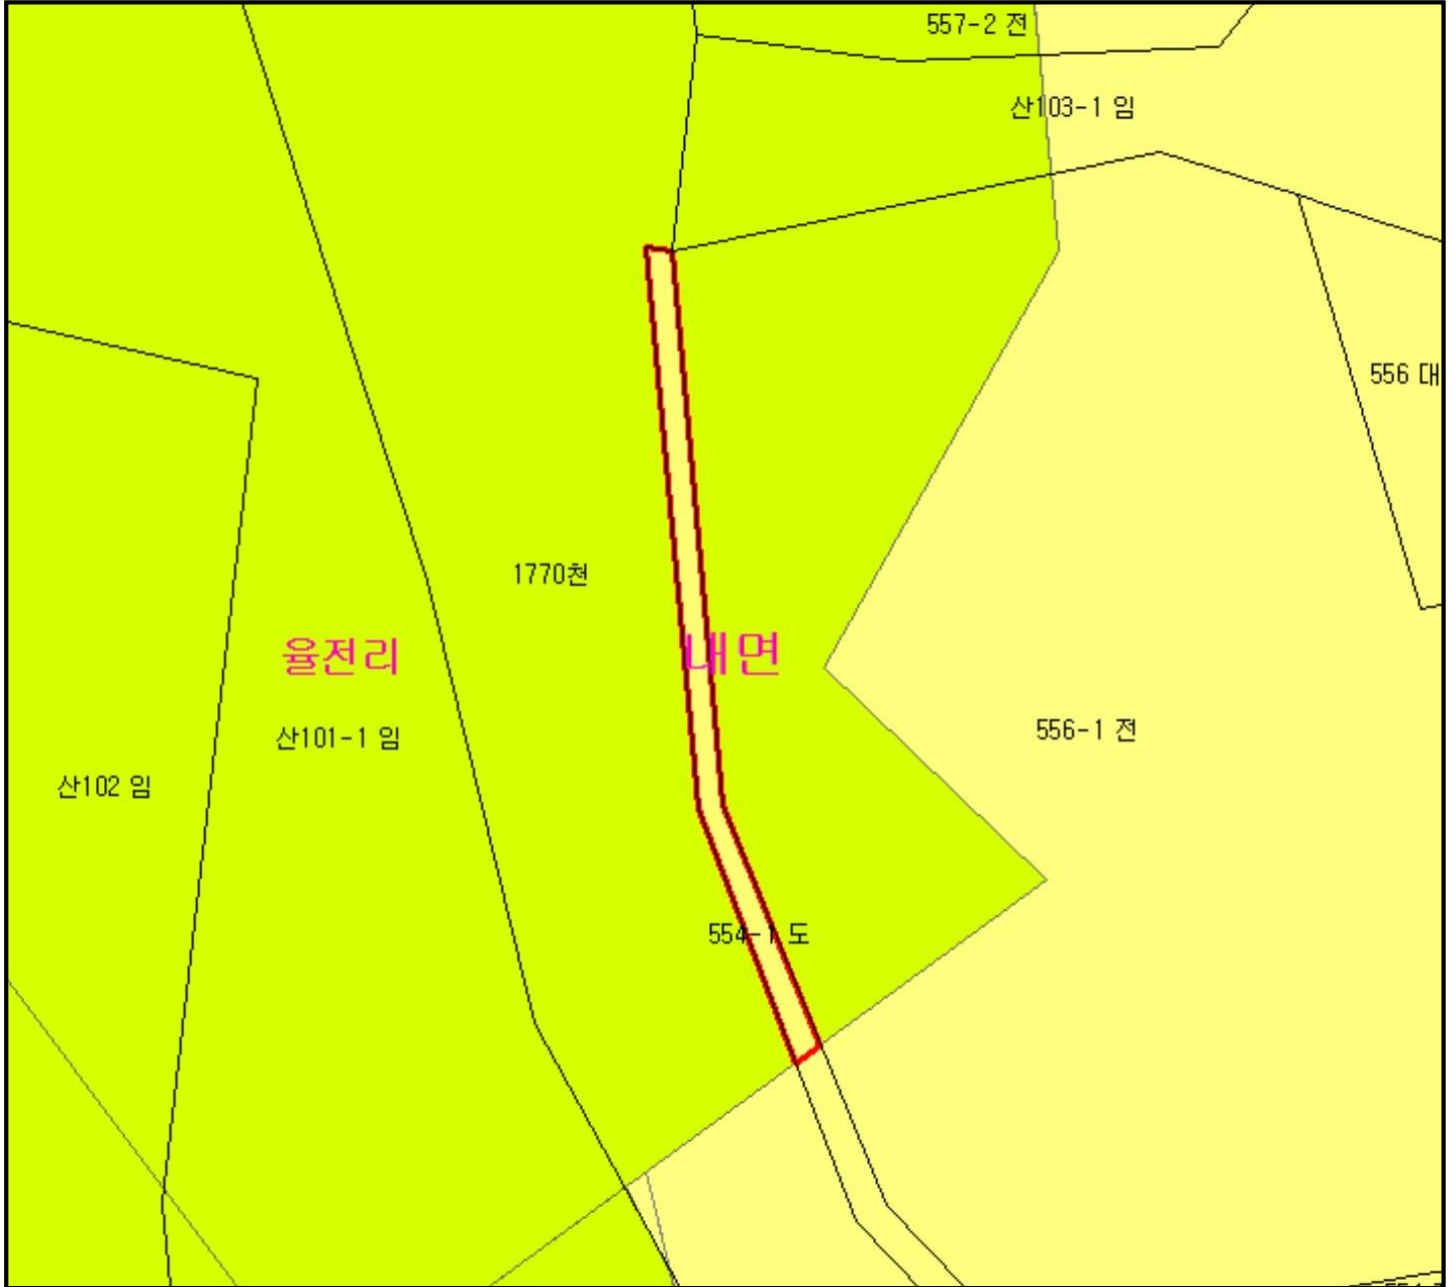 557-2 전
산103-1 임
556 대
1770천
율전리
내면
556-1 전
산101-1 임
산102 임
554-1 도